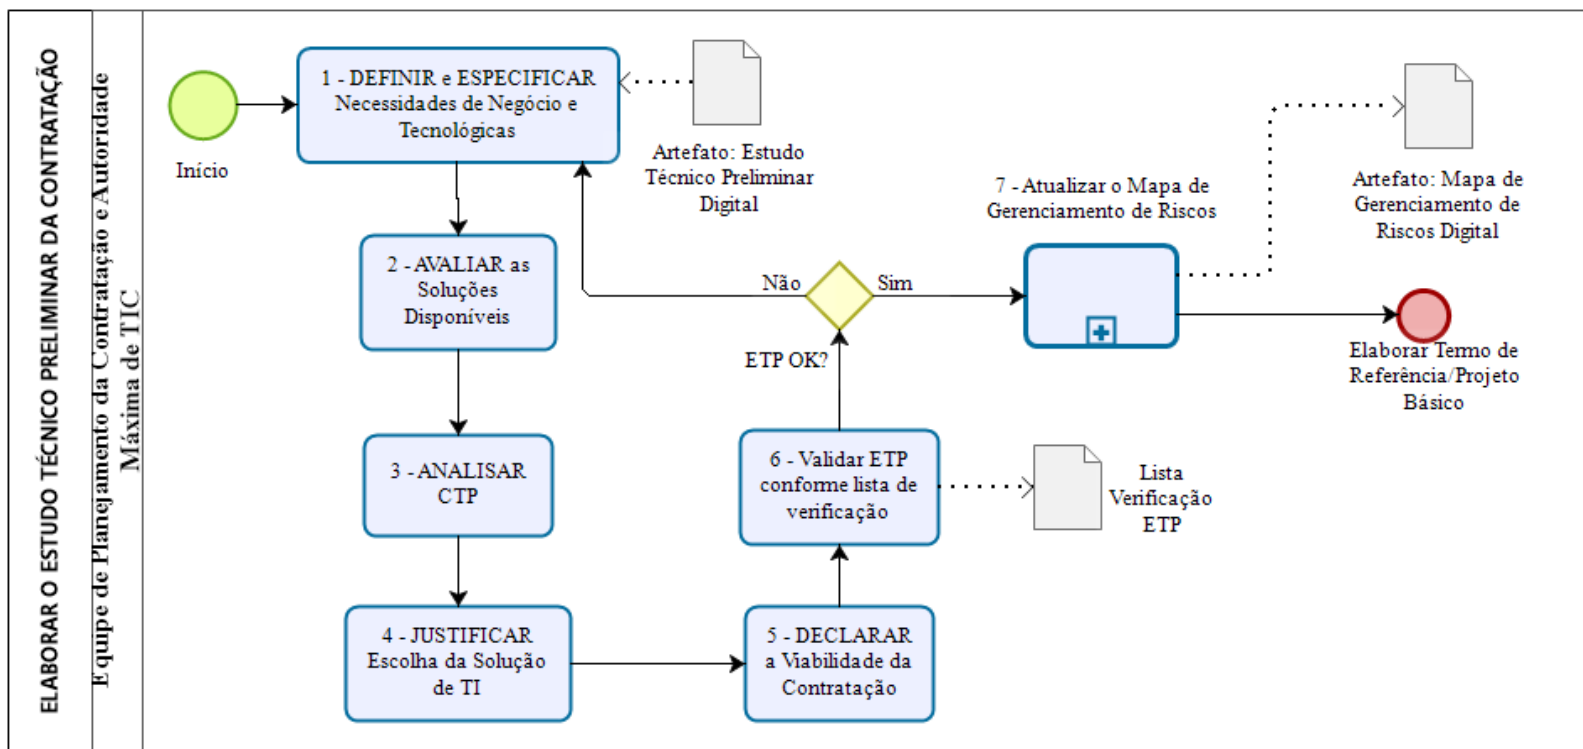 ELABORAR O ESTUDO TÉCNICO PRELIMINAR DA CONTRATAÇÃO
Equipe de Planejamento da Contratação e Autoridade
Máxima de TIC
Início
1 - DEFINIR e ESPECIFICAR
Necessidades de Negócio e
Tecnológicas
Artefato: Estudo
Técnico Preliminar
Digital
2 - AVALIAR as
Soluções
Disponíveis
3 - ANALISAR
CTP
4 - JUSTIFICAR
Escolha da Solução
de TI
5 - DECLARAR
a Viabilidade da
Contratação
6 - Validar ETP
conforme lista de
verificação
Lista
Verificação
ETP
ETP OK?
Não
Sim
7 - Atualizar o Mapa de
Gerenciamento de Riscos
Artefato: Mapa de
Gerenciamento de
Riscos Digital
Elaborar Termo de
Referência/Projeto
Básico